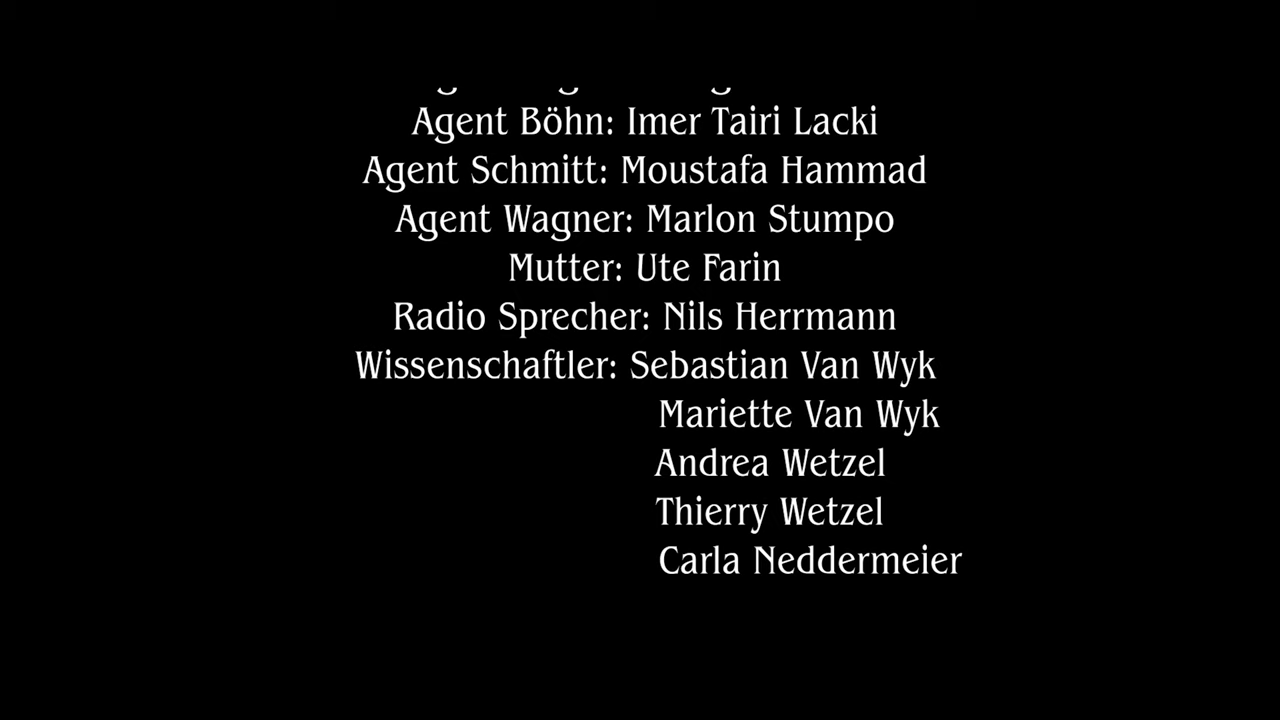 Agent Böhn: Imer Tairi Lacki
Agent Schmitt: Moustafa Hammad
Agent Wagner: Marlon Stumpo
Mutter: Ute Farin
Radio Sprecher: Nils Herrmann
Wissenschaftler: Sebastian Van Wyk
Mariette Van Wyk
Andrea Wetzel
Thierry Wetzel
Carla Neddermeier